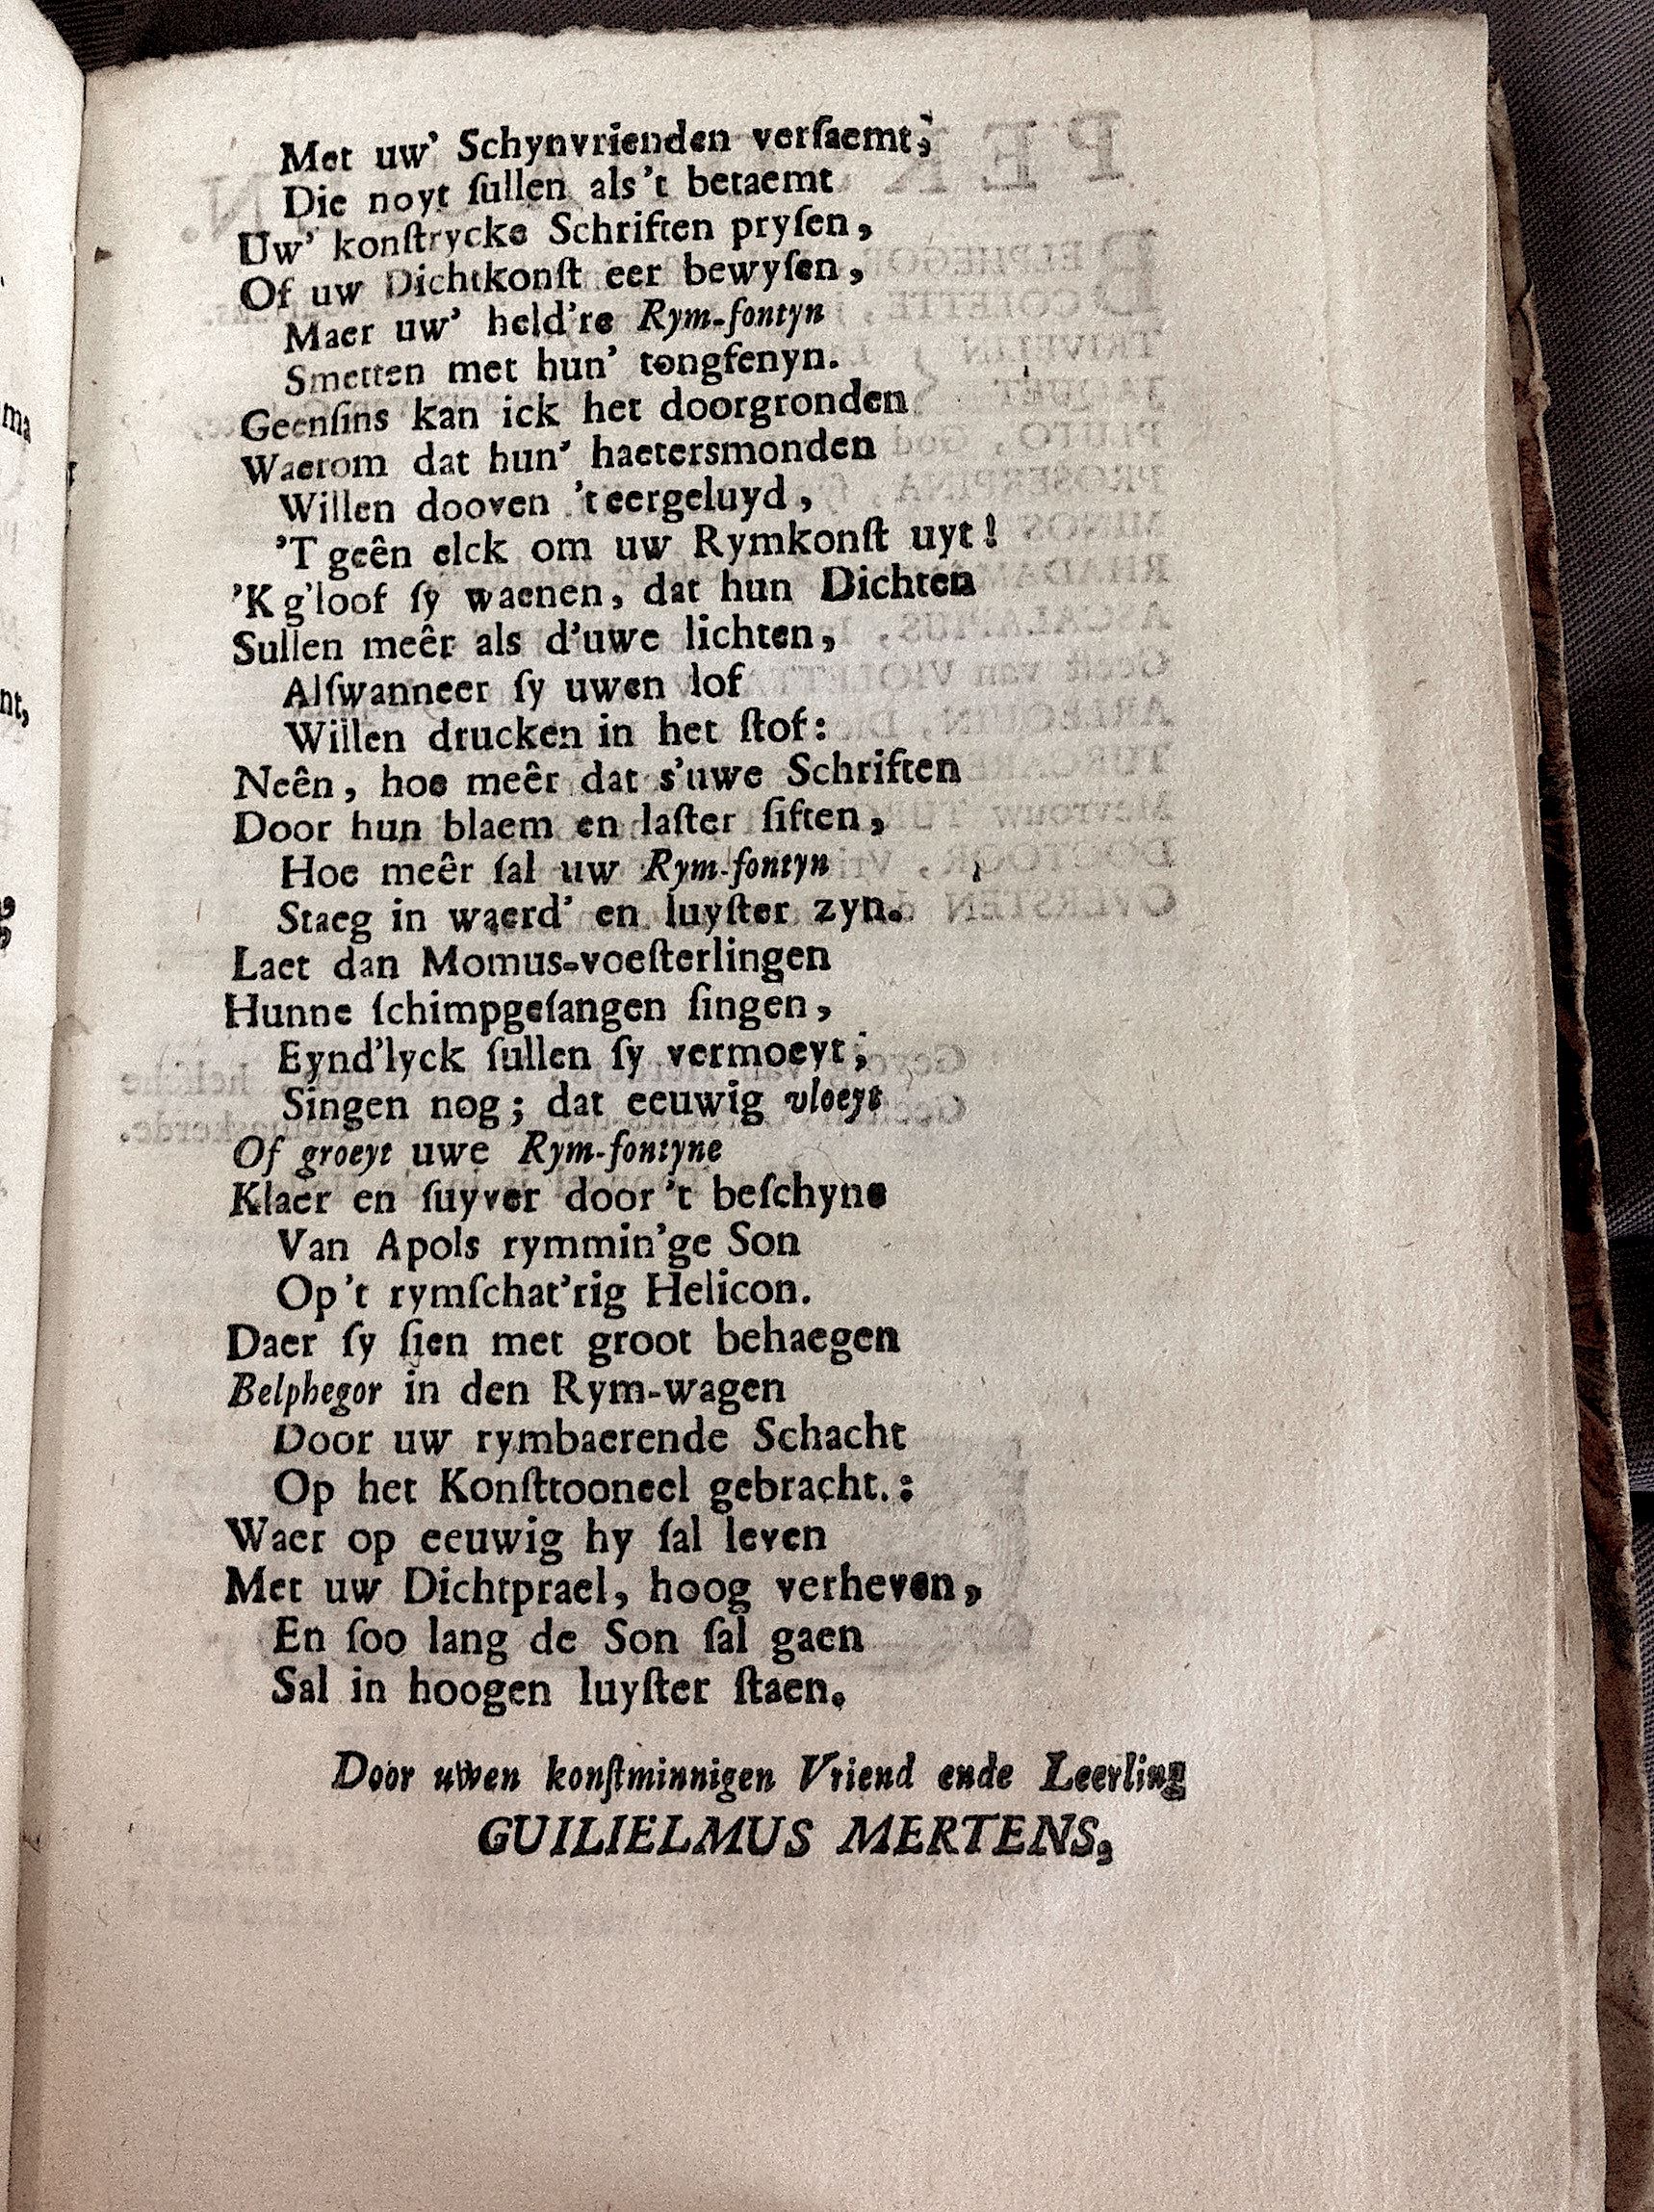 Met uw' Schynvrienden verſaemt;
Die noyt ſullen als 't betaemt
Uw' konſtrycke Schriften pryſen,
Of uw Dichtkonſt eer bewyſen,
Maer uw' held're Rym-fontyn
Smetten met hun' tongfenyn.
Geenſins kan ick het doorgronden
Waerom dat hun' haetersmonden
Willen dooven 't eergeluyd,
'T geên elck om uw Rymkonſt uyt!
'K g'loof ſy waenen, dat hun Dichten
Sullen meêr als d'uwe lichten,
Alſwanneer ſy uwen lof
Willen drucken in het ſtof:
Neên, hoe meêr dat s'uwe Schriften
Door hun blaem en laſter ſiften,
Hoe meêr ſal uw Rym-fontyn
Staeg in waerd' en luyſter zyn.
Laet dan Momus-voeſterlingen
Hunne ſchimpgeſangen ſingen,
Eynd'lyck ſullen ſy vermoeyt;
Singen nog; dat eeuwig vloeyt
Of groeyt uwe Rym-fontyne
Klaer en ſuyver door 't beſchyne
Van Apols rymmin'ge Son
Op 't rymſchat'rig Helicon.
Daer ſy ſien met groot behaegen
Belphegor in den Rym-wagen
Door uw rymbaerende Schacht
Op het Konſttooneel gebracht.:
Waer op eeuwig hy ſal leven
Met uw Dichtprael, hoog verheven,
En ſoo lang de Son ſal gaen
Sal in hoogen luyſter ſtaen.
Door uwen konſtminnigen Vriend ende Leerling
GUILIELMUS MERTENS,